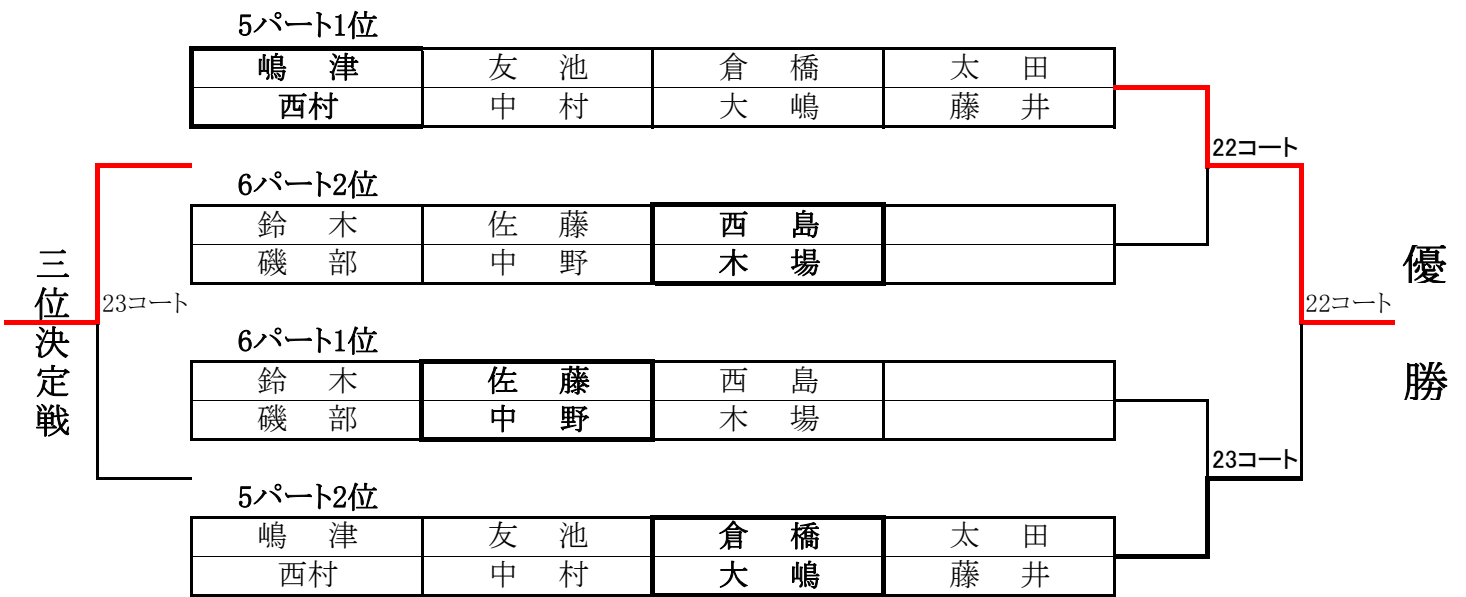 5パート1位
嶋　津 友　池 倉　橋 太　田
西村 中　村 大　嶋 藤　井
22コート
6パート2位
鈴　木 佐　藤 西　島
磯　部 中　野 木　場
三位決定戦
23コート
22コート
優勝
6パート1位
鈴　木 佐　藤 西　島
磯　部 中　野 木　場
23コート
5パート2位
嶋　津 友　池 倉　橋 太　田
西村 中　村 大　嶋 藤　井